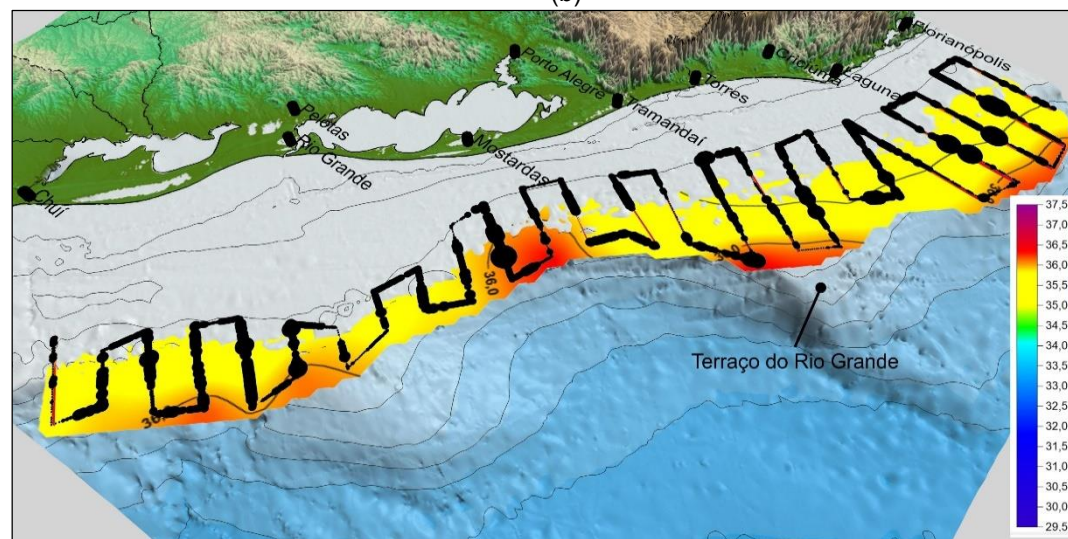 (b)
Florianópolis
Criciúma
Laguna
Porto Alegre
Torres
Tramandaí
Pelotas
Rio Grande
Mostardas
Chuí
36,0
36,0
36,0
Terraço do Rio Grande
37,5
37,0
36,5
36,0
35,5
35,0
34,5
34,0
33,5
33,0
32,5
32,0
31,5
31,0
30,5
30,0
29,5